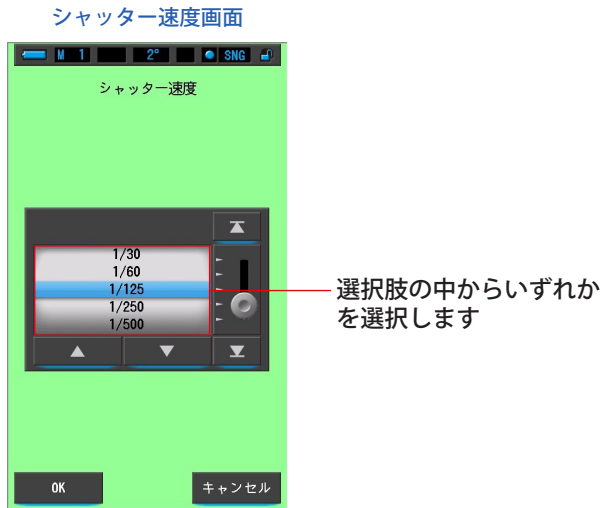 シャッター速度画面
M 1 2° SNG
シャッター速度
1/30
1/60
1/125
1/250
1/500
選択肢の中からいずれか
を選択します
OK キャンセル